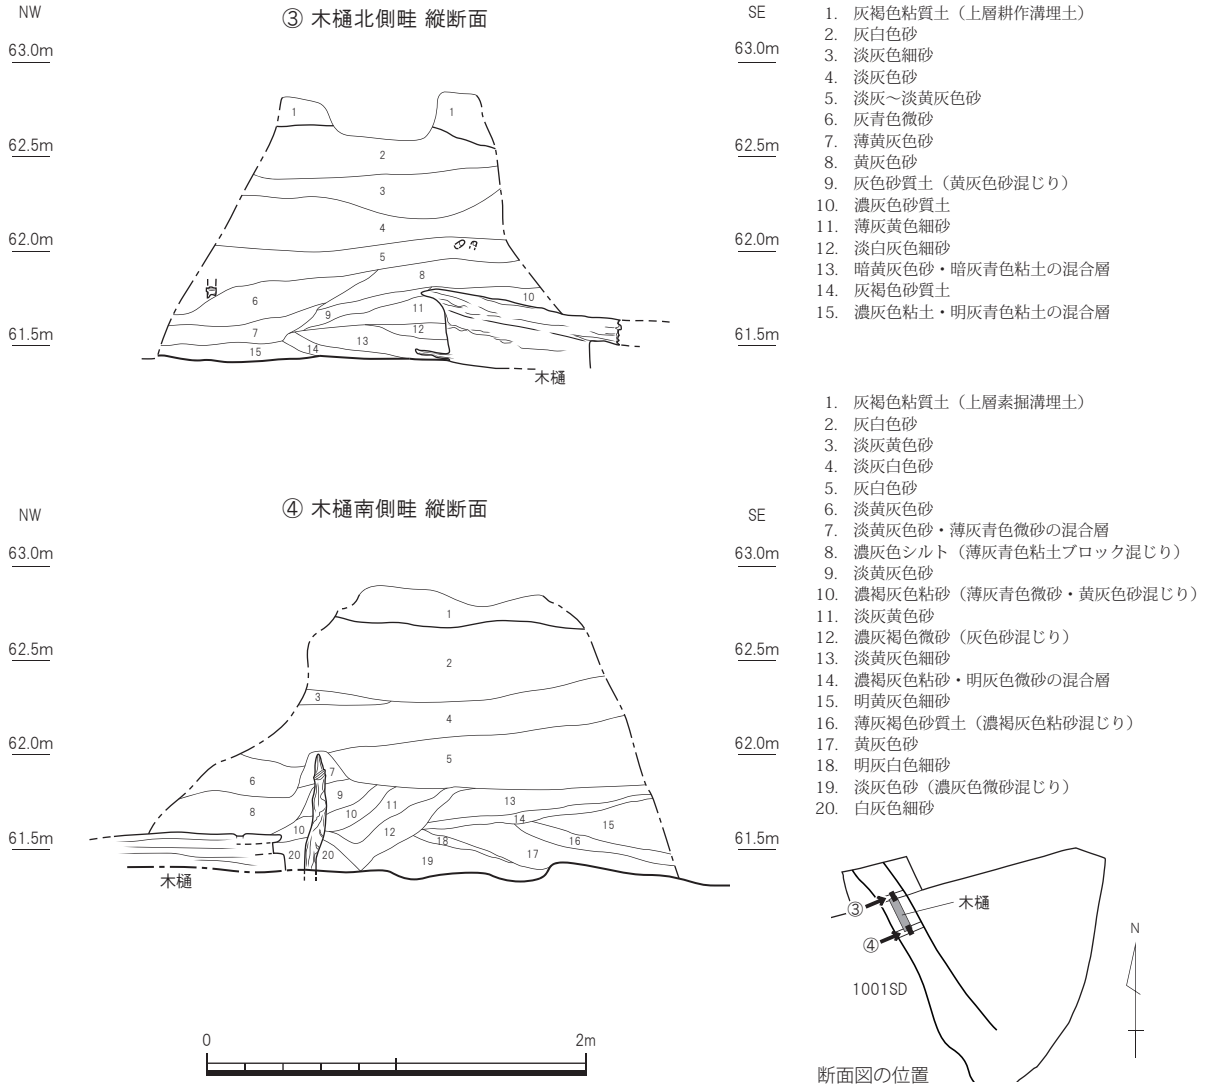 ③ 木樋北側畦 縦断面
NW
SE
63.0m
63.0m
62.5m
62.5m
62.0m
62.0m
61.5m
61.5m
1
1
2
3
4
5
8
6
10
9
11
7
12
13
15
14
木樋
1. 灰褐色粘質土（上層耕作溝埋土）
2. 灰白色砂
3. 淡灰色細砂
4. 淡灰色砂
5. 淡灰～淡黄灰色砂
6. 灰青色微砂
7. 薄黄灰色砂
8. 黄灰色砂
9. 灰色砂質土（黄灰色砂混じり）
10. 濃灰色砂質土
11. 薄灰黄色細砂
12. 淡白灰色細砂
13. 暗黄灰色砂・暗灰青色粘土の混合層
14. 灰褐色砂質土
15. 濃灰色粘土・明灰青色粘土の混合層
④ 木樋南側畦 縦断面
NW
SE
63.0m
63.0m
62.5m
62.5m
62.0m
62.0m
61.5m
61.5m
1
2
3
4
5
7
6
9
13
11
8
10
14
15
10
12
18
16
20
20
19
17
木樋
1. 灰褐色粘質土（上層素掘溝埋土）
2. 灰白色砂
3. 淡灰黄色砂
4. 淡灰白色砂
5. 灰白色砂
6. 淡黄灰色砂
7. 淡黄灰色砂・薄灰青色微砂の混合層
8. 濃灰色シルト（薄灰青色粘土ブロック混じり）
9. 淡黄灰色砂
10. 濃褐灰色粘砂（薄灰青色微砂・黄灰色砂混じり）
11. 淡灰黄色砂
12. 濃灰褐色微砂（灰色砂混じり）
13. 淡黄灰色細砂
14. 濃褐灰色粘砂・明灰色微砂の混合層
15. 明黄灰色細砂
16. 薄灰褐色砂質土（濃褐灰色粘砂混じり）
17. 黄灰色砂
18. 明灰白色細砂
19. 淡灰色砂（濃灰色微砂混じり）
20. 白灰色細砂
③
木樋
④
N
1001SD
断面図の位置
0
2m